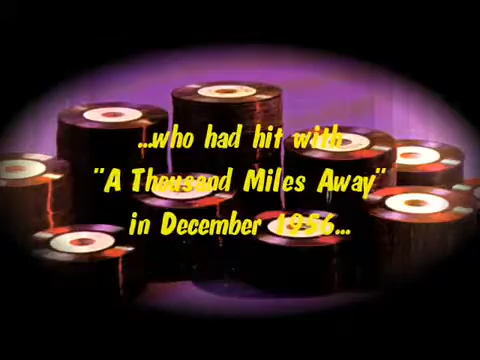 ...who had hit with
"A Thousand Miles Away"
in December 1956...